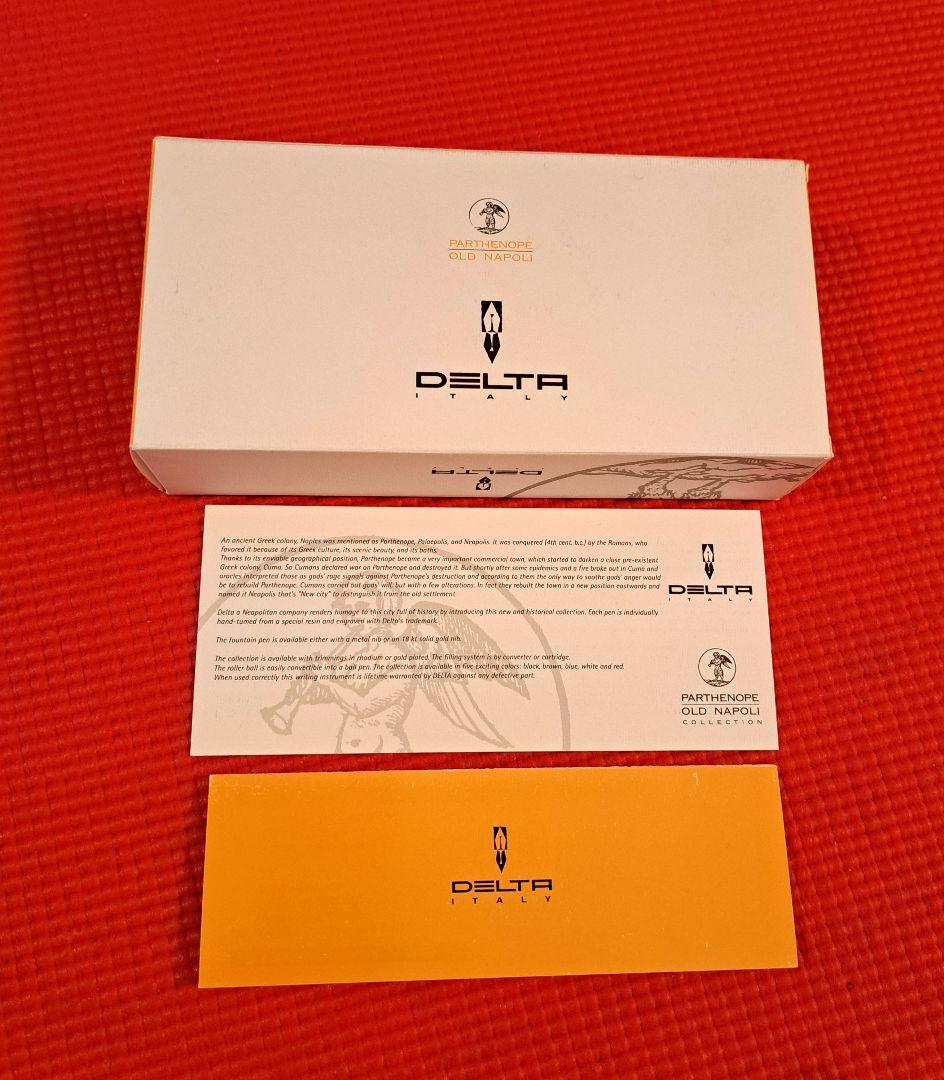 PARTHENOPE
OLD NAPOLI
DELTA
ITALY
DELTA
An ancient Greek colony, Naples was mentioned as Parthenope, Palaepolis, and Neapolis. It was conquered (4th cent. b.c.) by the Romans, who
favored it because of its Greek culture, its scenic beauty, and its baths.
Thanks to its enviable geographical position, Parthenope became a very important commercial town, which started to darken a close pre-existent
Greek colony, Cuma. So Cumans declared war on Parthenope and destroyed it. But shortly after some epidemics and a fire broke out in Cuma and
oracles interpreted those as gods' rage signals against Parthenope's destruction and according to them the only way to soothe gods' anger would
be to rebuild Parthenope. Cumans carried out gods' will, but with a few alterations. In fact they rebuilt the town in a new position eastwards and
named it Neapolis that's "New city" to distinguish it from the old settlement.
Delta a Neapolitan company renders homage to this city full of history by introducing this new and historical collection. Each pen is individually
hand-turned from a special resin and engraved with Delta's trademark.
The fountain pen is available either with a metal nib or an 18 kt solid gold nib.
The collection is available with trimmings in rhodium or gold plated. The filling system is by converter or cartridge.
The roller ball is easily convertible into a ball pen. The collection is available in five exciting colors: black, brown, blue, white and red.
When used correctly this writing instrument is lifetime-warranted by DELTA against any defective part.
DELTA
ITALY
PARTHENOPE
OLD NAPOLI
COLLECTION
DELTA
ITALY